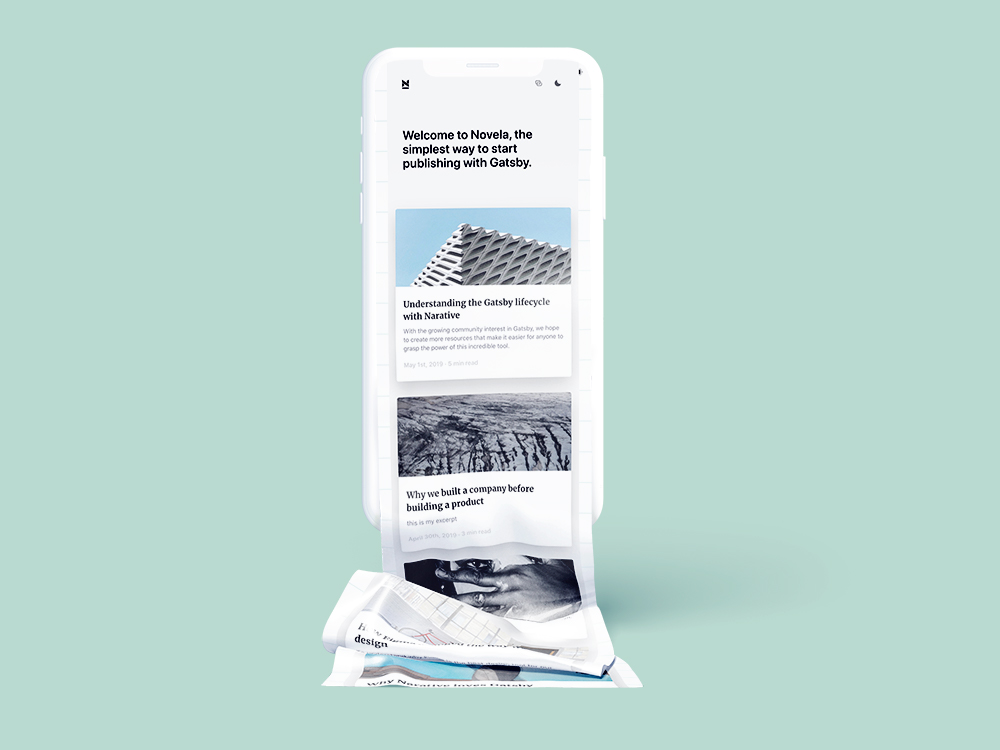 N
Welcome to Novela, the
simplest way to start
publishing with Gatsby.
Understanding the Gatsby lifecycle
with Narative
With the growing community interest in Gatsby, we hope
to create more resources that make it easier for anyone to
grasp the power of this incredible tool.
May 1st, 2019 · 5 min read
Why we built a company before
building a product
this is my excerpt
April 30th, 2019 · 3 min read
the way
design
Why Narative loves Gatsby